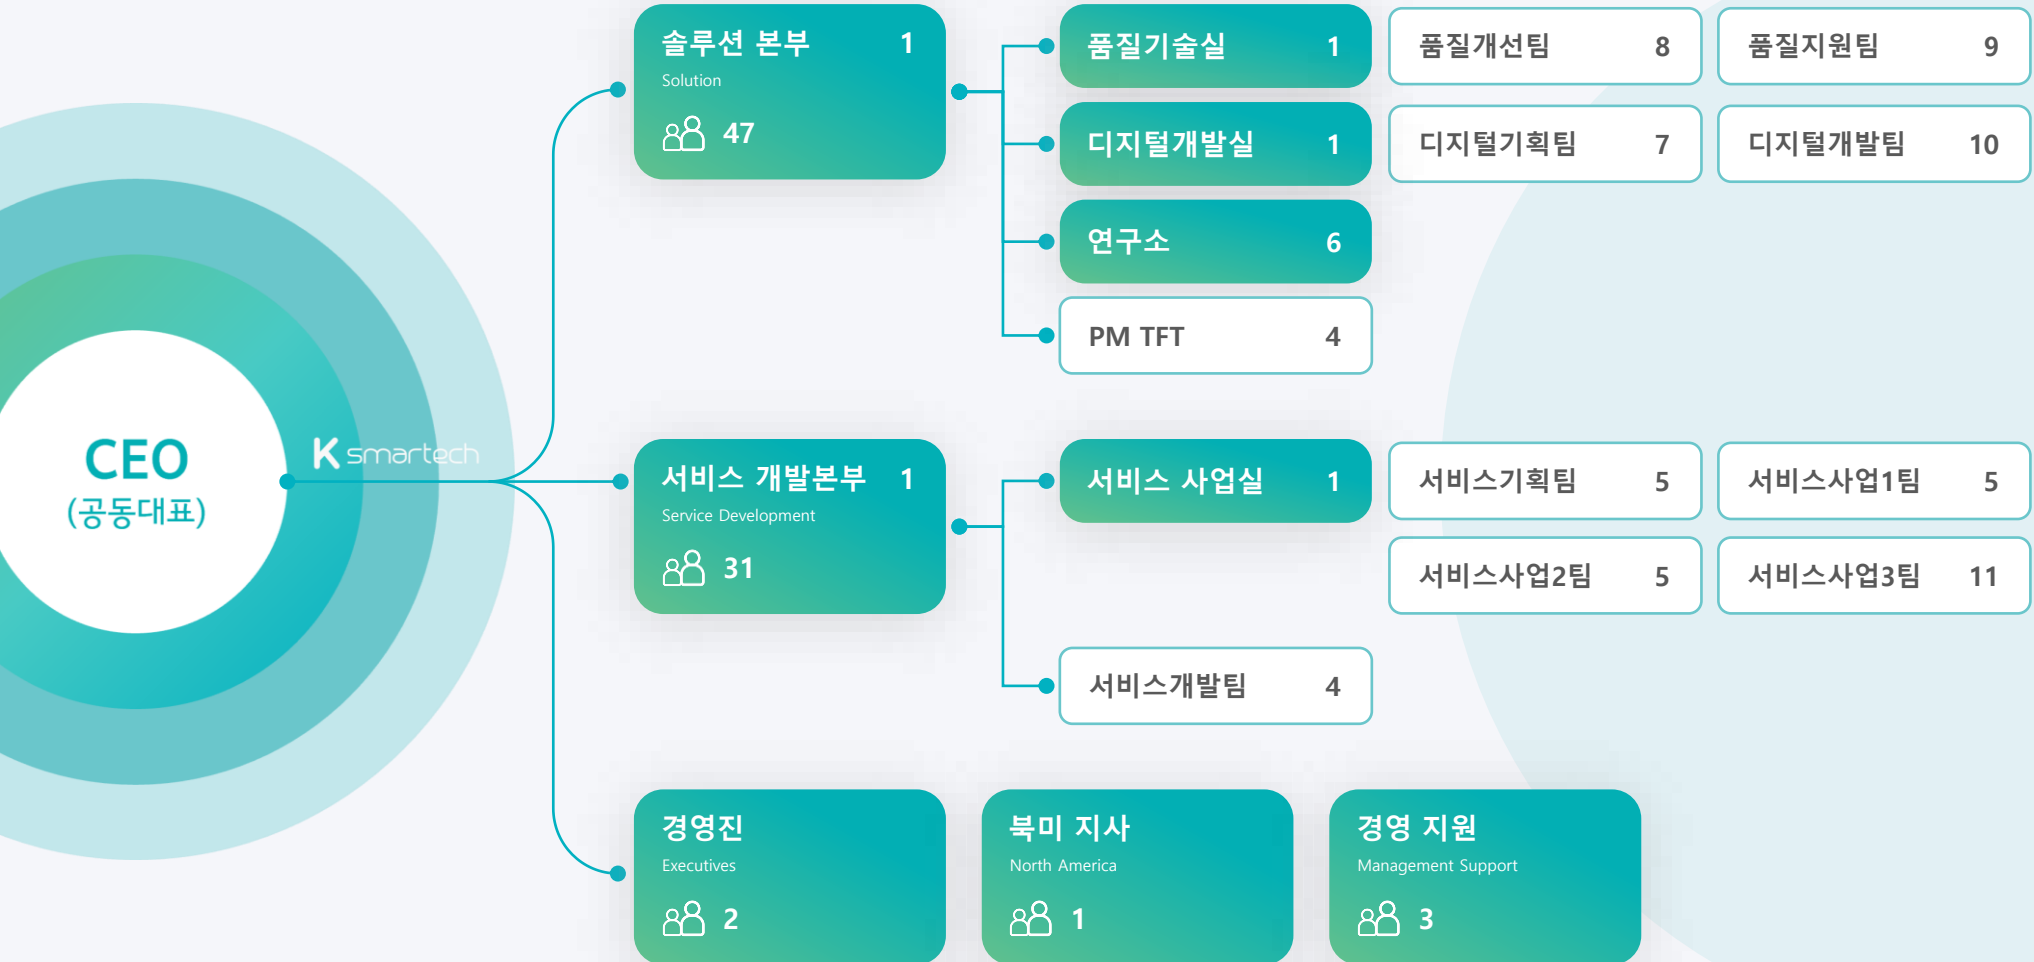 CEO
(공동대표)
K smartech
솔루션 본부 1
Solution
47
품질기술실 1
품질개선팀 8
품질지원팀 9
디지털개발실 1
디지털기획팀 7
디지털개발팀 10
연구소 6
PM TFT 4
서비스 개발본부 1
Service Development
31
서비스 사업실 1
서비스기획팀 5
서비스사업1팀 5
서비스사업2팀 5
서비스사업3팀 11
서비스개발팀 4
경영진
Executives
2
북미 지사
North America
1
경영 지원
Management Support
3